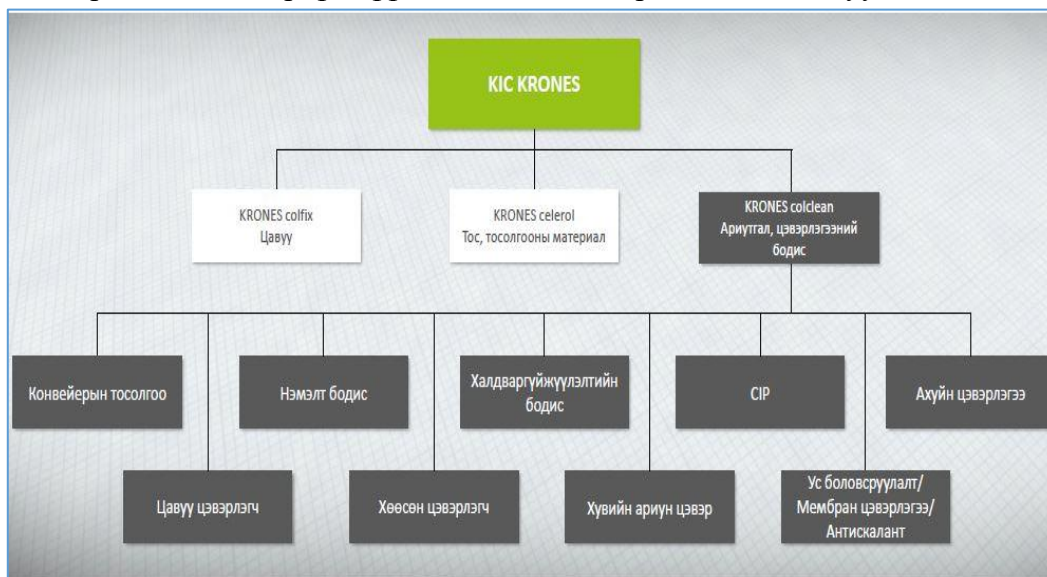 KIC KRONES
KRONES colfix
Цавуу
KRONES celerol
Тос, тосолгооны материал
KRONES colclean
Ариутгал, цэвэрлэгээний
бодис
Конвейерын тосолгоо
Нэмэлт бодис
Халдваргүйжүүлэлтийн
бодис
CIP
Ахуйн цэвэрлэгээ
Цавуу цэвэрлэгч
Хөөсөн цэвэрлэгч
Хувийн ариун цэвэр
Ус боловсруулалт/
Мембран цэвэрлэгээ/
Антискалант